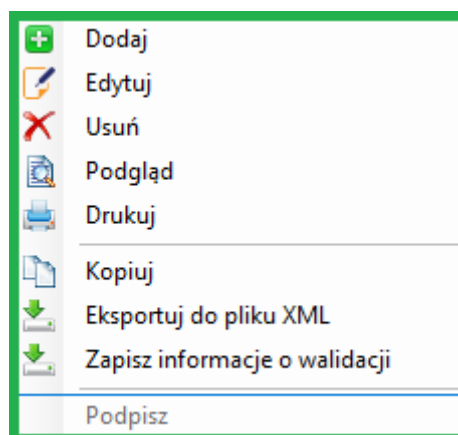 Dodaj
Edytuj
Usuń
Podgląd
Drukuj
Kopiuj
Eksportuj do pliku XML
Zapisz informacje o walidacji
Podpisz